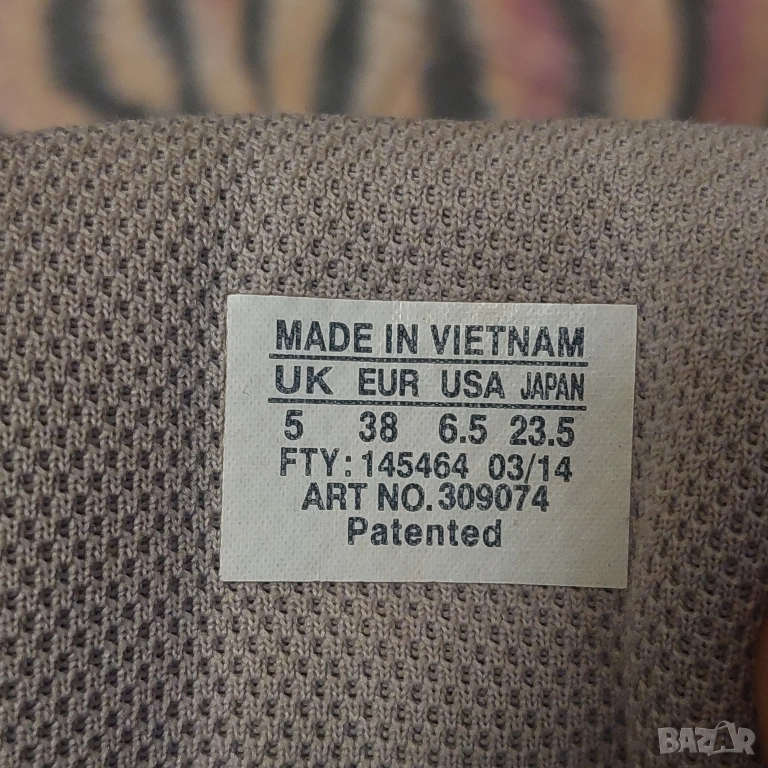 MADE IN VIETNAM
UK EUR USA JAPAN
5 38 6.5 23.5
FTY: 145464 03/14
ART NO. 309074
Patented
BAZAR